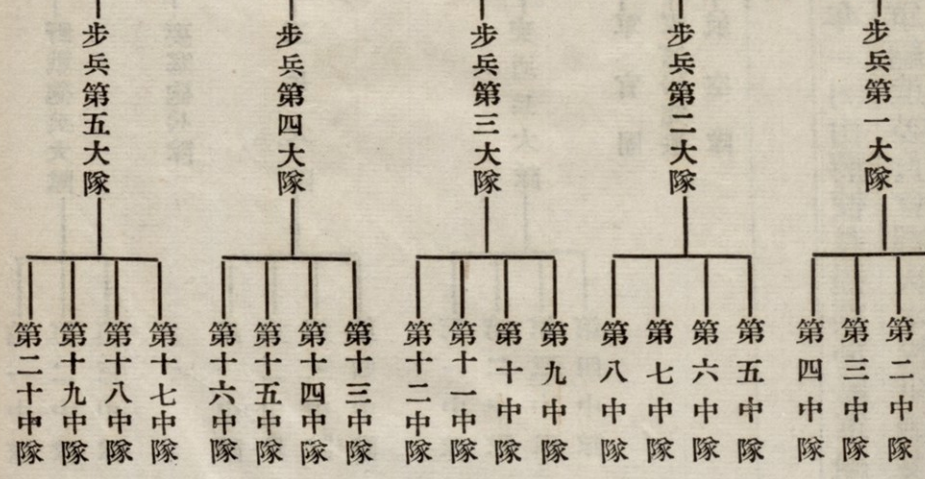 步兵第一大隊
第二中隊
第三中隊
第四中隊
步兵第二大隊
第五中隊
第六中隊
第七中隊
第八中隊
步兵第三大隊
第九中隊
第十中隊
第十一中隊
第十二中隊
步兵第四大隊
第十三中隊
第十四中隊
第十五中隊
第十六中隊
步兵第五大隊
第十七中隊
第十八中隊
第十九中隊
第二十中隊